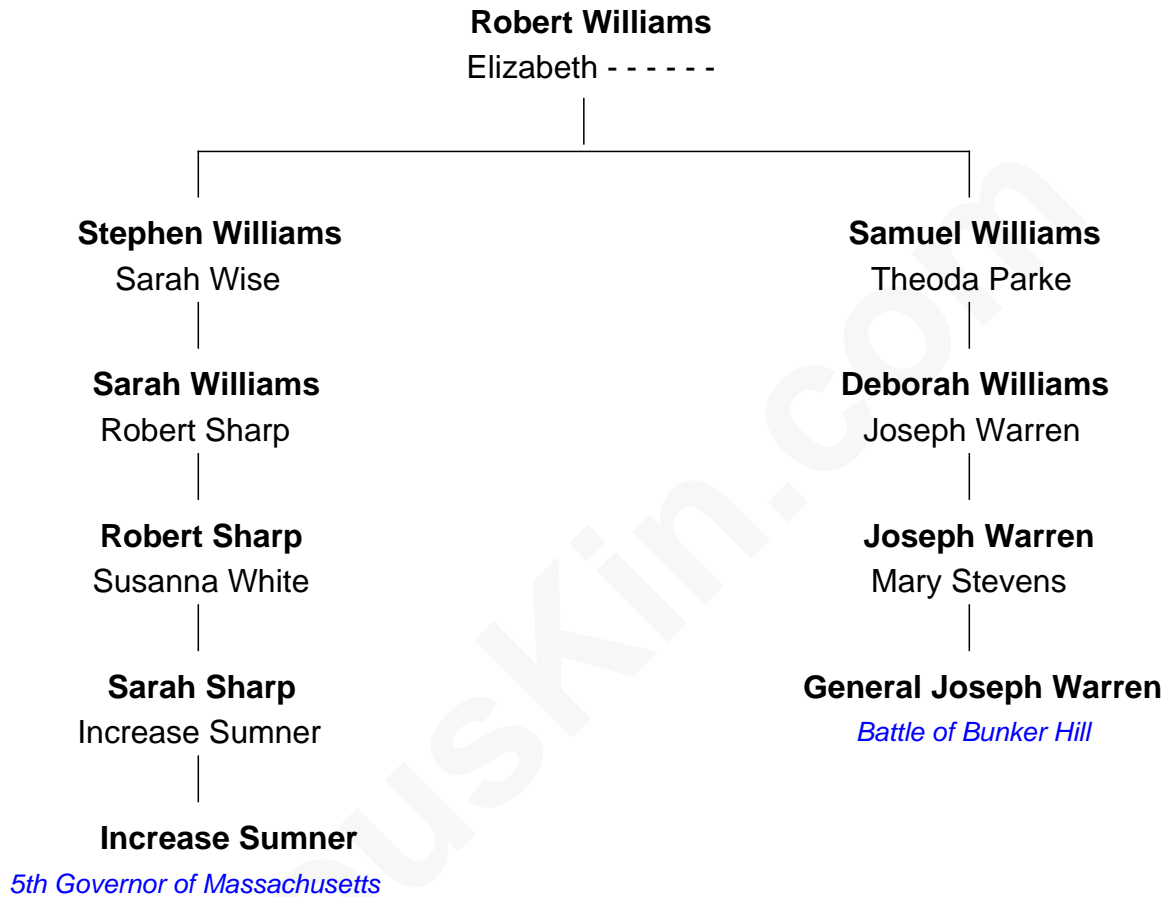 Robert Williams
Elizabeth - - - - - -
Stephen Williams
Sarah Wise
Samuel Williams
Theoda Parke
Sarah Williams
Robert Sharp
Deborah Williams
Joseph Warren
Robert Sharp
Susanna White
Joseph Warren
Mary Stevens
Sarah Sharp
Increase Sumner
General Joseph Warren
Battle of Bunker Hill
Increase Sumner
5th Governor of Massachusetts
usKin.com